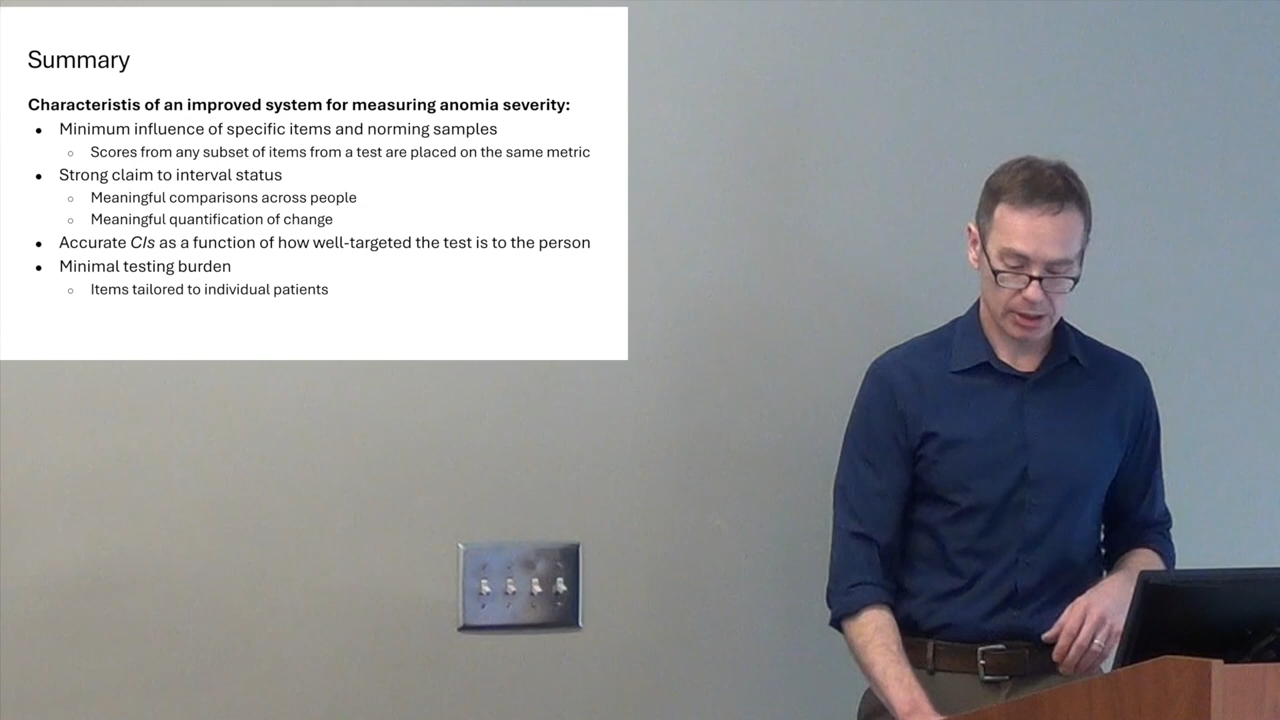 Summary
Characteristis of an improved system for measuring anomia severity:
● Minimum influence of specific items and norming samples
○ Scores from any subset of items from a test are placed on the same metric
● Strong claim to interval status
○ Meaningful comparisons across people
○ Meaningful quantification of change
● Accurate CIs as a function of how well-targeted the test is to the person
● Minimal testing burden
○ Items tailored to individual patients